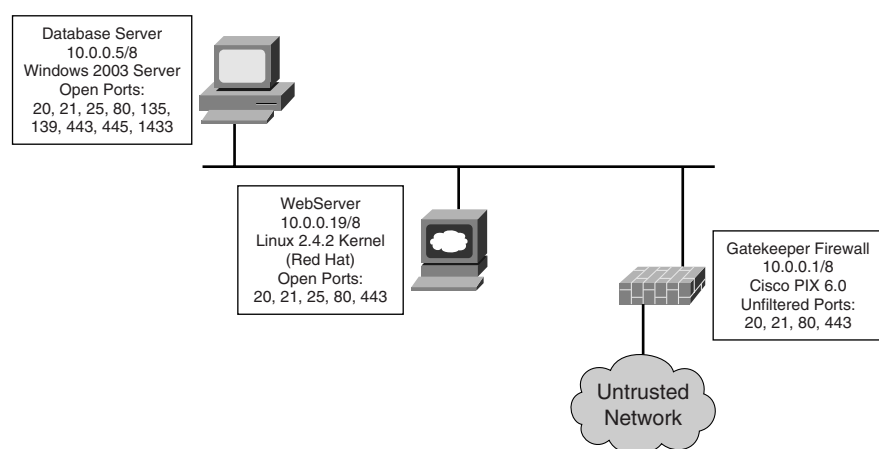 Database Server
10.0.0.5/8
Windows 2003 Server
Open Ports:
20, 21, 25, 80, 135,
139, 443, 445, 1433
WebServer
10.0.0.19/8
Linux 2.4.2 Kernel
(Red Hat)
Open Ports:
20, 21, 25, 80, 443
Gatekeeper Firewall
10.0.0.1/8
Cisco PIX 6.0
Unfiltered Ports:
20, 21, 80, 443
Untrusted
Network